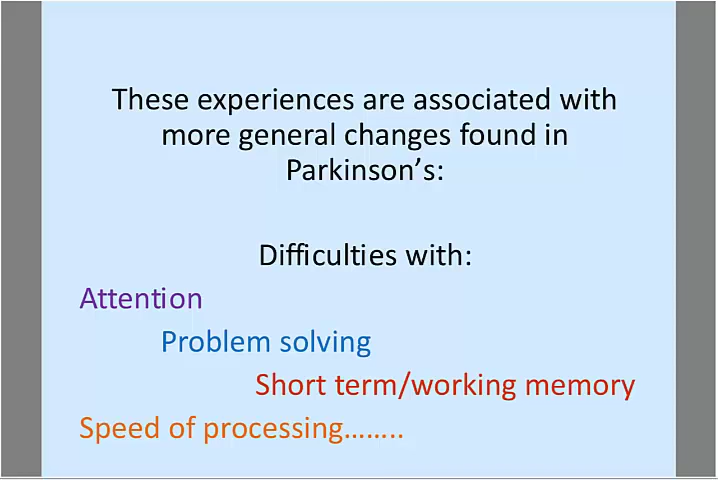 These experiences are associated with
more general changes found in
Parkinson’s:
Difficulties with:
Attention
Problem solving
Short term/working memory
Speed of processing……..